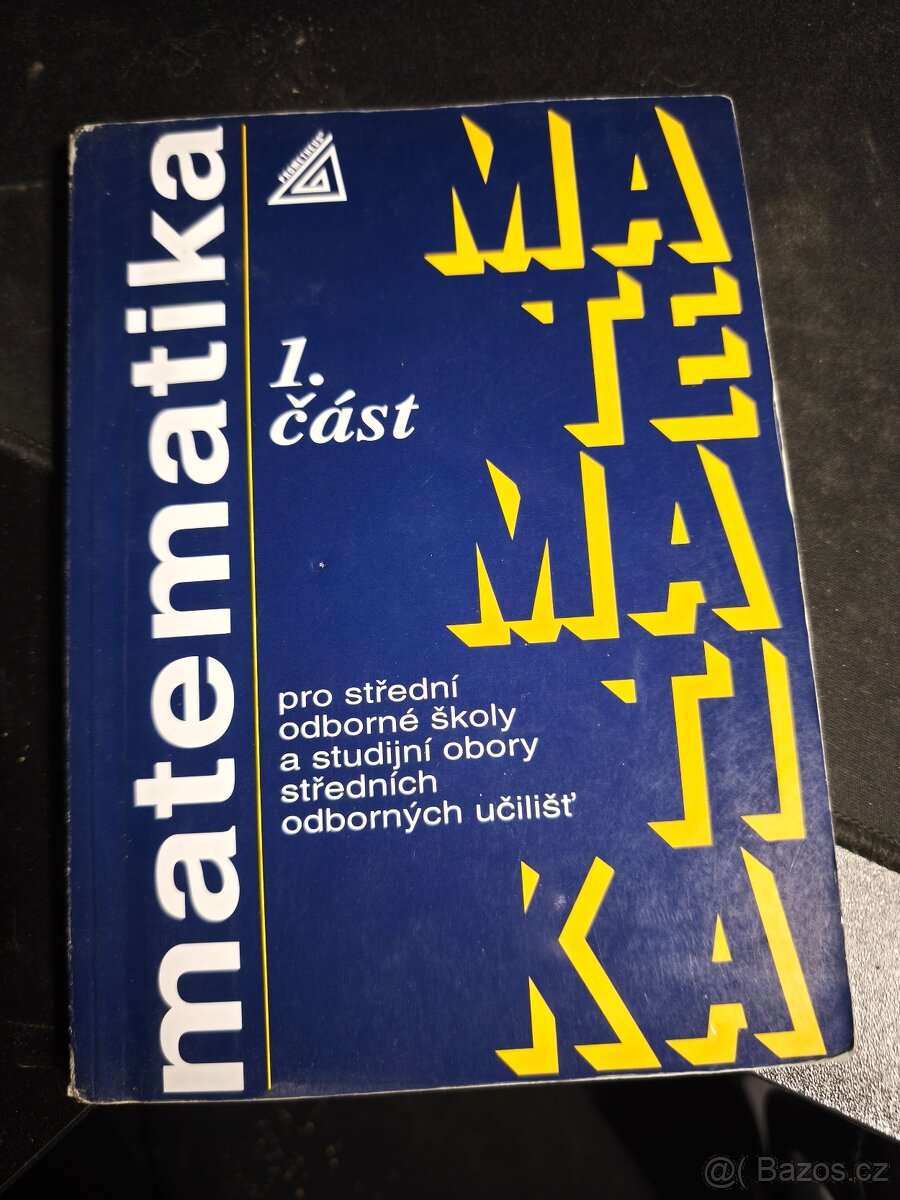 matematika
PROMETHEUS
1.
část
MA
TE
MA
TI
KA
pro střední
odborné školy
a studijní obory
středních
odborných učilišť
@( Bazos.cz